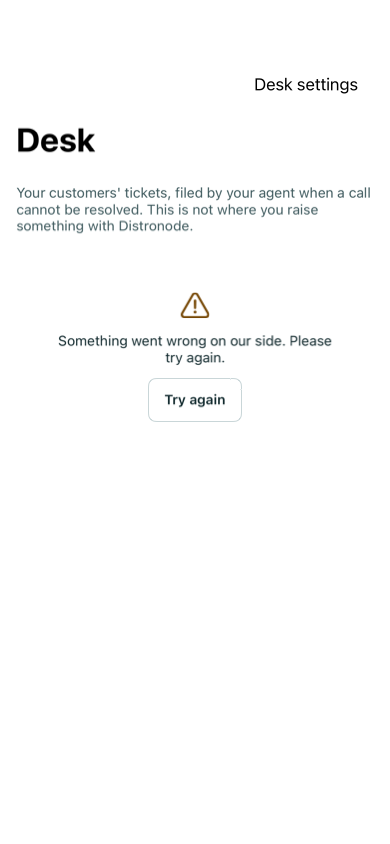 Desk settings
Desk
Your customers' tickets, filed by your agent when a call
cannot be resolved. This is not where you raise
something with Distronode.
Something went wrong on our side. Please
try again.
Try again